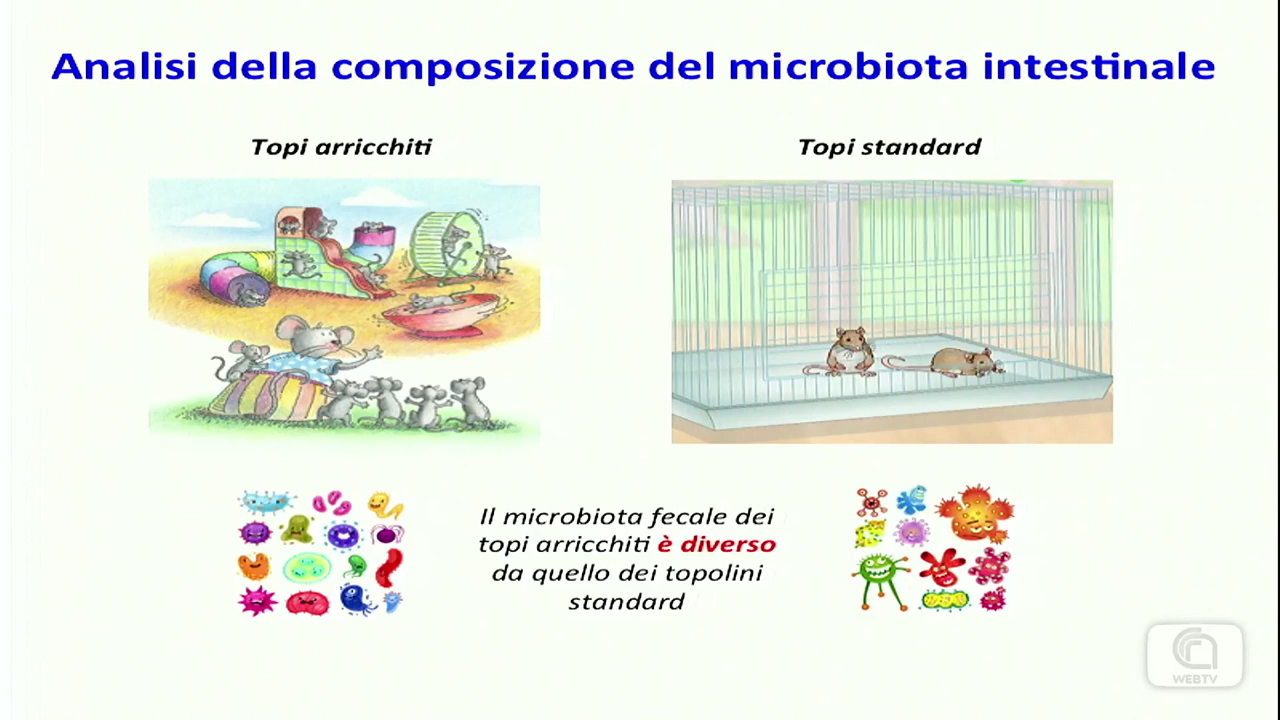 Analisi della composizione del microbiota intestinale
Topi arricchiti
Topi standard
Il microbiota fecale dei
topi arricchiti è diverso
da quello dei topolini
standard
WEBTV